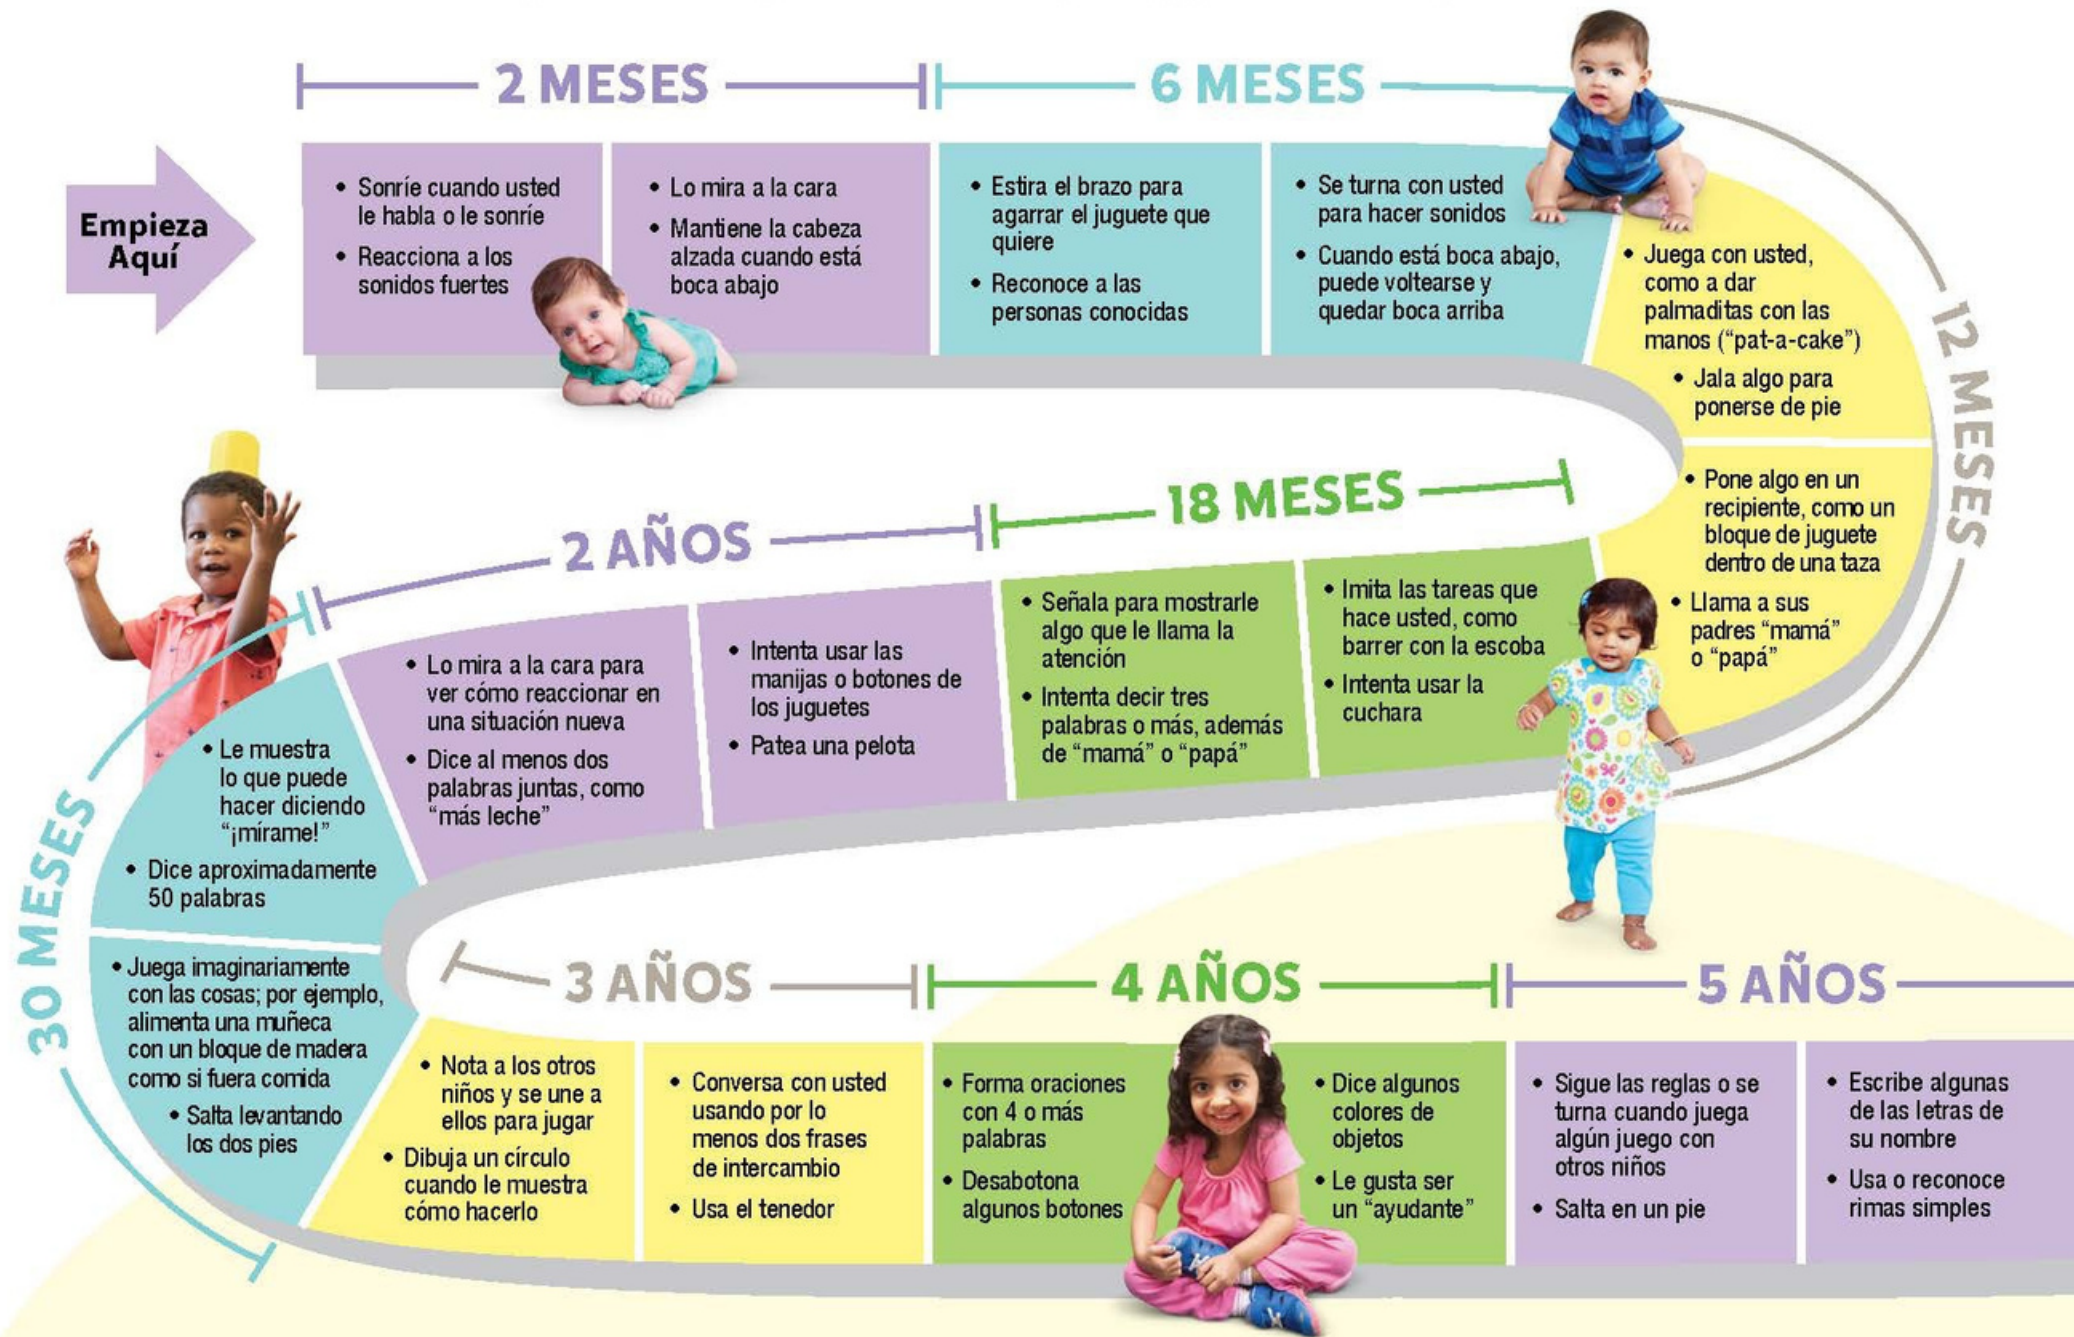 2 MESES
6 MESES
Empieza
Aquí
• Sonríe cuando usted
le habla o le sonríe
• Reacciona a los
sonidos fuertes
• Lo mira a la cara
• Mantiene la cabeza
alzada cuando está
boca abajo
• Estira el brazo para
agarrar el juguete que
quiere
• Reconoce a las
personas conocidas
• Se turna con usted
para hacer sonidos
• Cuando está boca abajo,
puede voltearse y
quedar boca arriba
12 MESES
• Juega con usted,
como a dar
palmaditas con las
manos (“pat-a-cake”)
• Jala algo para
ponerse de pie
• Pone algo en un
recipiente, como un
bloque de juguete
dentro de una taza
• Llama a sus
padres “mamá”
o “papá”
18 MESES
• Imita las tareas que
hace usted, como
barrer con la escoba
• Intenta usar la
cuchara
• Señala para mostrarle
algo que le llama la
atención
• Intenta decir tres
palabras o más, además
de “mamá” o “papá”
2 AÑOS
• Intenta usar las
manijas o botones de
los juguetes
• Patea una pelota
• Lo mira a la cara para
ver cómo reaccionar en
una situación nueva
• Dice al menos dos
palabras juntas, como
“más leche”
30 MESES
• Le muestra
lo que puede
hacer diciendo
“¡mírame!”
• Dice aproximadamente
50 palabras
• Juega imaginariamente
con las cosas; por ejemplo,
alimenta una muñeca
con un bloque de madera
como si fuera comida
• Salta levantando
los dos pies
3 AÑOS
• Nota a los otros
niños y se une a
ellos para jugar
• Dibuja un círculo
cuando le muestra
cómo hacerlo
• Conversa con usted
usando por lo
menos dos frases
de intercambio
• Usa el tenedor
4 AÑOS
• Forma oraciones
con 4 o más
palabras
• Desabotona
algunos botones
• Dice algunos
colores de
objetos
• Le gusta ser
un “ayudante”
5 AÑOS
• Sigue las reglas o se
turna cuando juega
algún juego con
otros niños
• Salta en un pie
• Escribe algunas
de las letras de
su nombre
• Usa o reconoce
rimas simples